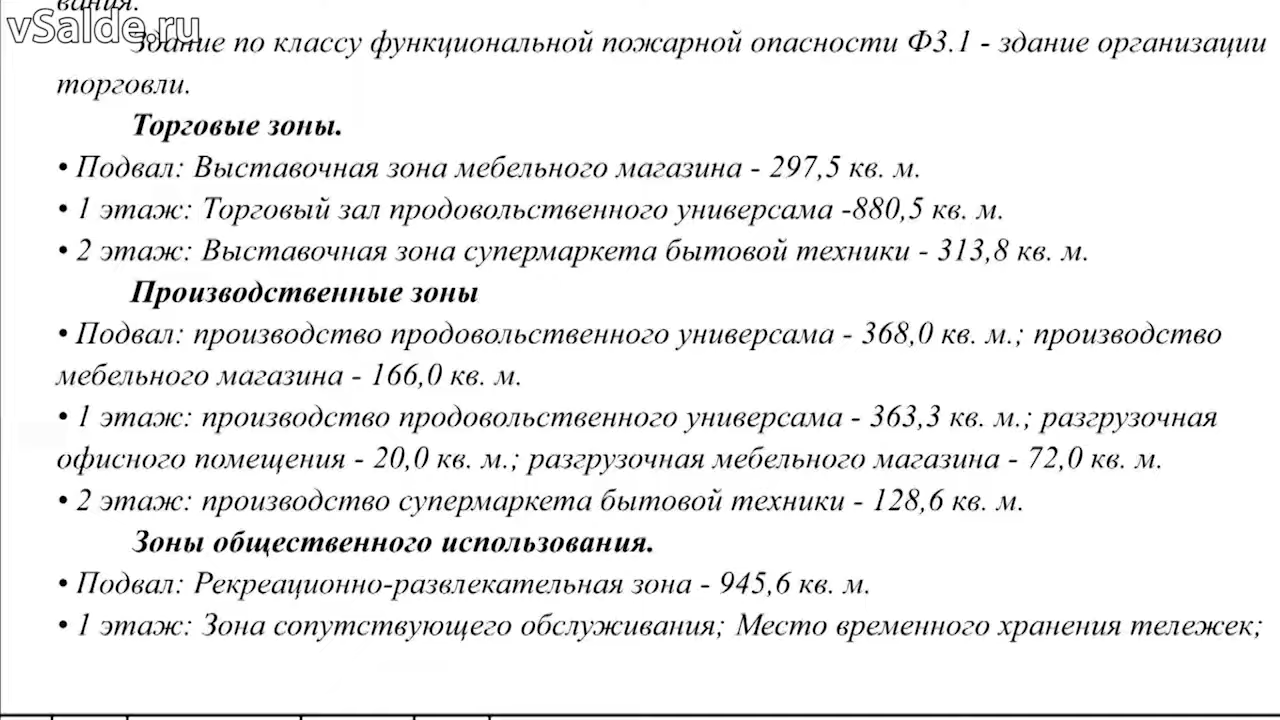 вания.
vSalde.ru
Здание по классу функциональной пожарной опасности Ф3.1 - здание организации
торговли.
Торговые зоны.
• Подвал: Выставочная зона мебельного магазина - 297,5 кв. м.
• 1 этаж: Торговый зал продовольственного универсама -880,5 кв. м.
• 2 этаж: Выставочная зона супермаркета бытовой техники - 313,8 кв. м.
Производственные зоны
• Подвал: производство продовольственного универсама - 368,0 кв. м.; производство
мебельного магазина - 166,0 кв. м.
• 1 этаж: производство продовольственного универсама - 363,3 кв. м.; разгрузочная
офисного помещения - 20,0 кв. м.; разгрузочная мебельного магазина - 72,0 кв. м.
• 2 этаж: производство супермаркета бытовой техники - 128,6 кв. м.
Зоны общественного использования.
• Подвал: Рекреационно-развлекательная зона - 945,6 кв. м.
• 1 этаж: Зона сопутствующего обслуживания; Место временного хранения тележек;